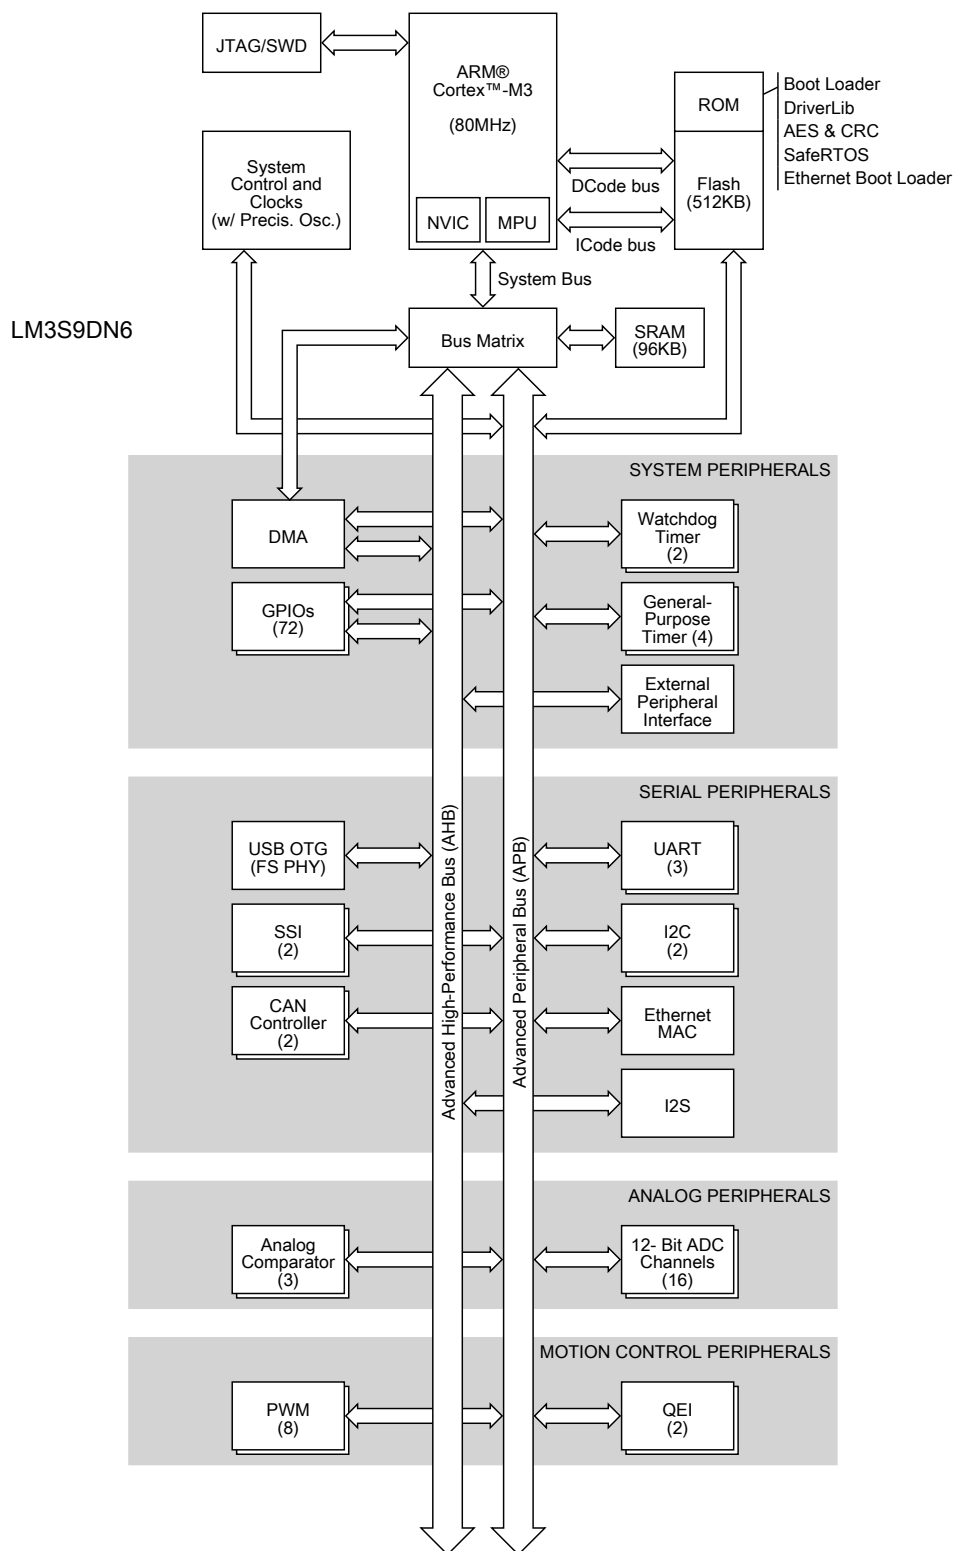 JTAG/SWD
ARM®
Cortex™-M3
(80MHz)
NVIC
MPU
ROM
Flash
(512KB)
Boot Loader
DriverLib
AES & CRC
SafeRTOS
Ethernet Boot Loader
System
Control and
Clocks
(w/ Precis. Osc.)
DCode bus
ICode bus
System Bus
LM3S9DN6
Bus Matrix
SRAM
(96KB)
SYSTEM PERIPHERALS
DMA
Watchdog
Timer
(2)
GPIOs
(72)
General-
Purpose
Timer (4)
External
Peripheral
Interface
Advanced High-Performance Bus (AHB)
Advanced Peripheral Bus (APB)
SERIAL PERIPHERALS
USB OTG
(FS PHY)
UART
(3)
SSI
(2)
I2C
(2)
CAN
Controller
(2)
Ethernet
MAC
I2S
ANALOG PERIPHERALS
Analog
Comparator
(3)
12- Bit ADC
Channels
(16)
MOTION CONTROL PERIPHERALS
PWM
(8)
QEI
(2)